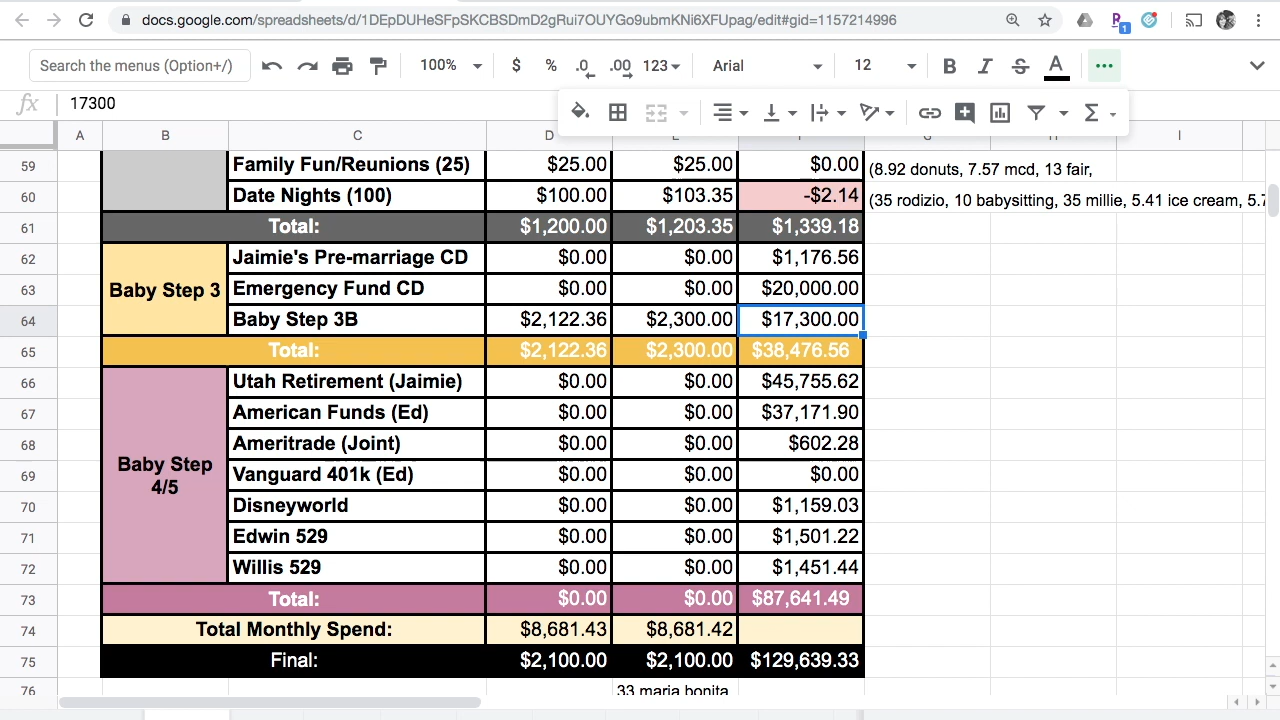 docs.google.com/spreadsheets/d/1DEpDUHeSFpSKCBSDmD2gRui7OUYGo9ubmKNi6XFUpag/edit#gid=1157214996
1
Search the menus (Option+/)
100% $ % .0 .00 123 Arial 12 B I S A
fx 17300
A B C D
I
59 Family Fun/Reunions (25) $25.00 $25.00 $0.00 (8.92 donuts, 7.57 mcd, 13 fair,
60 Date Nights (100) $100.00 $103.35 -$2.14 (35 rodizio, 10 babysitting, 35 millie, 5.41 ice cream,
61 Total: $1,200.00 $1,203.35 $1,339.18
62 Jaimie's Pre-marriage CD $0.00 $0.00 $1,176.56
63 Baby Step 3 Emergency Fund CD $0.00 $0.00 $20,000.00
64 Baby Step 3B $2,122.36 $2,300.00 $17,300.00
65 Total: $2,122.36 $2,300.00 $38,476.56
66 Utah Retirement (Jaimie) $0.00 $0.00 $45,755.62
67 American Funds (Ed) $0.00 $0.00 $37,171.90
68 Ameritrade (Joint) $0.00 $0.00 $602.28
Baby Step
69 Vanguard 401k (Ed) $0.00 $0.00 $0.00
4/5
70 Disneyworld $0.00 $0.00 $1,159.03
71 Edwin 529 $0.00 $0.00 $1,501.22
72 Willis 529 $0.00 $0.00 $1,451.44
73 Total: $0.00 $0.00 $87,641.49
74 Total Monthly Spend: $8,681.43 $8,681.42
75 Final: $2,100.00 $2,100.00 $129,639.33
76 33 maria bonita